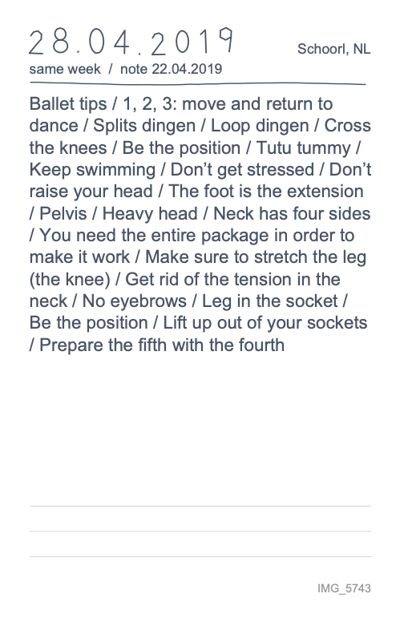 28.04.2019
Schoorl, NL
same week / note 22.04.2019
Ballet tips / 1, 2, 3: move and return to
dance / Splits dingen / Loop dingen / Cross
the knees / Be the position / Tutu tummy /
Keep swimming / Don’t get stressed / Don’t
raise your head / The foot is the extension
/ Pelvis / Heavy head / Neck has four sides
/ You need the entire package in order to
make it work / Make sure to stretch the leg
(the knee) / Get rid of the tension in the
neck / No eyebrows / Leg in the socket /
Be the position / Lift up out of your sockets
/ Prepare the fifth with the fourth
IMG_5743